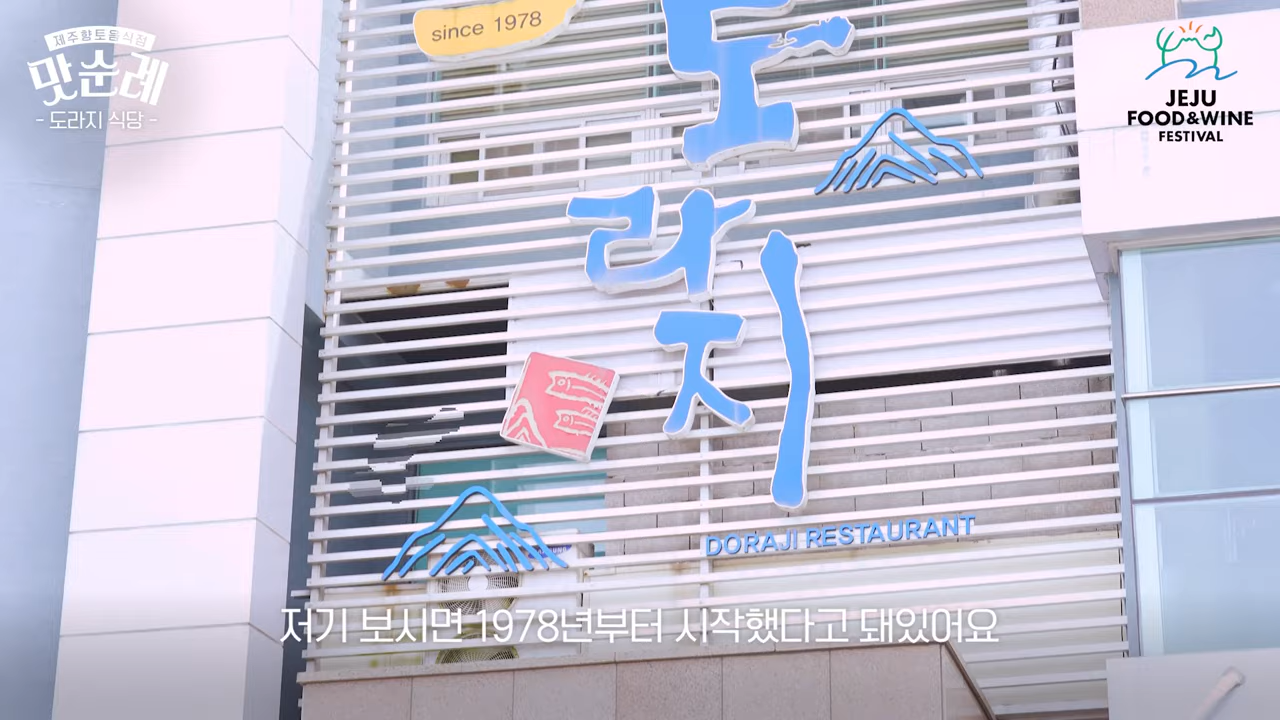 제주향토음식점
맛순례
- 도라지 식당 -
since 1978
도
라
지
JEJU
FOOD&WINE
FESTIVAL
DORAJI RESTAURANT
저기 보시면 1978년부터 시작했다고 돼있어요